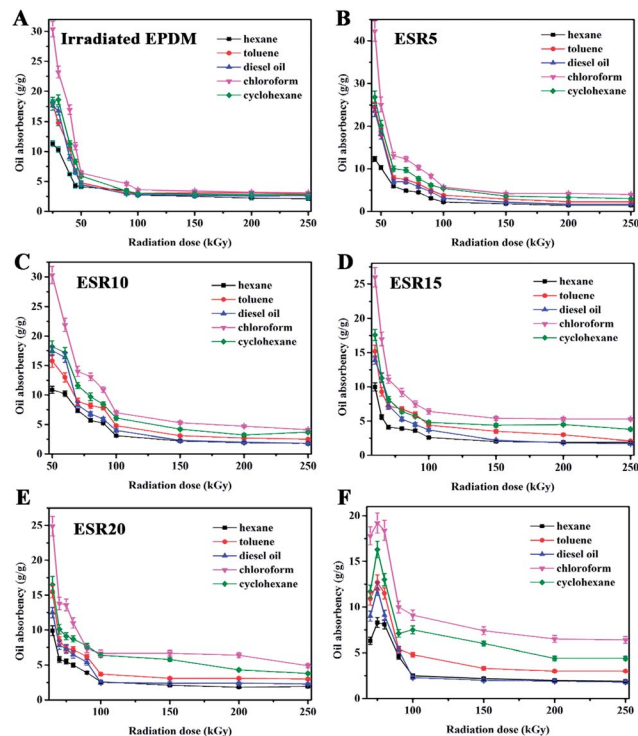 A
Irradiated EPDM
hexane
toluene
diesel oil
chloroform
cyclohexane
Oil absorbency (g/g)
30
25
20
15
10
5
0
50
100
150
200
250
Radiation dose (kGy)
B
ESR5
hexane
toluene
diesel oil
chloroform
cyclohexane
Oil absorbency (g/g)
40
30
20
10
0
50
100
150
200
250
Radiation dose (kGy)
C
ESR10
hexane
toluene
diesel oil
chloroform
cyclohexane
Oil absorbency (g/g)
30
25
20
15
10
5
0
50
100
150
200
250
Radiation dose (kGy)
D
ESR15
hexane
toluene
diesel oil
chloroform
cyclohexane
Oil absorbency (g/g)
25
20
15
10
5
0
50
100
150
200
250
Radiation dose (kGy)
E
ESR20
hexane
toluene
diesel oil
chloroform
cyclohexane
Oil absorbency (g/g)
25
20
15
10
5
0
100
150
200
250
Radiation dose (kGy)
F
hexane
toluene
diesel oil
chloroform
cyclohexane
Oil absorbency (g/g)
20
15
10
5
0
100
150
200
250
Radiation dose (kGy)